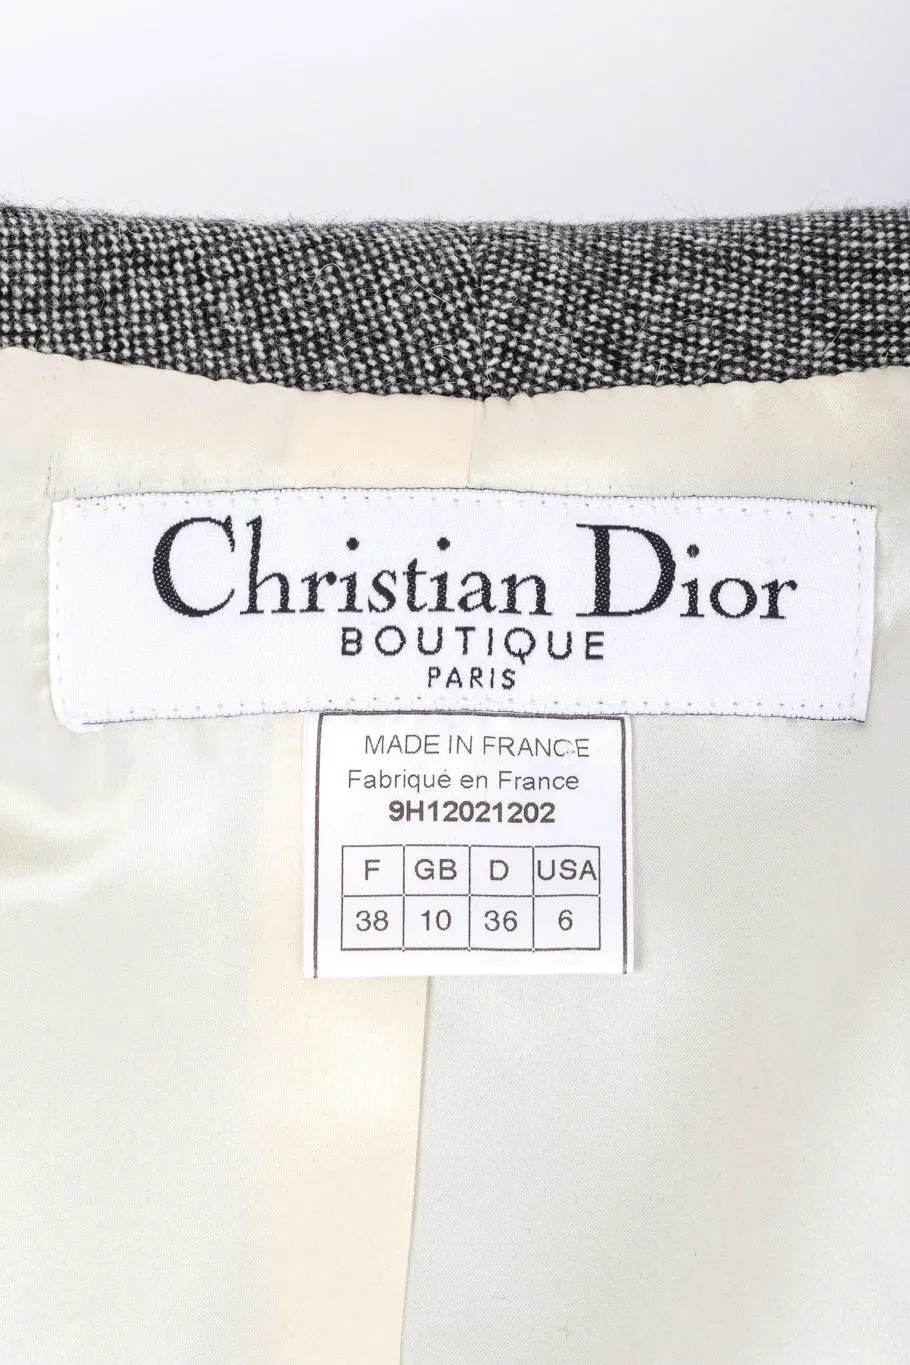 Christian Dior
BOUTIQUE
PARIS
MADE IN FRANCE
Fabriqué en France
9H12021202
F GB D USA
38 10 36 6